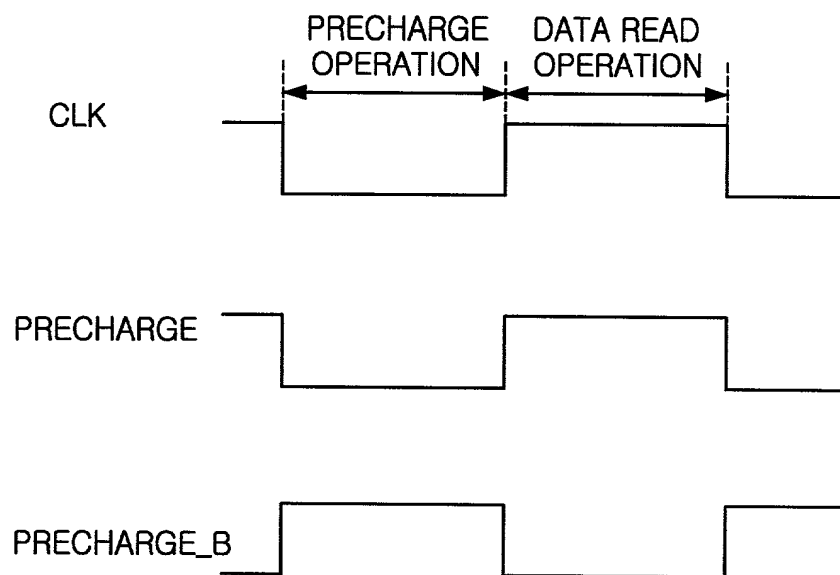 PRECHARGE
OPERATION
DATA READ
OPERATION
CLK
PRECHARGE
PRECHARGE_B